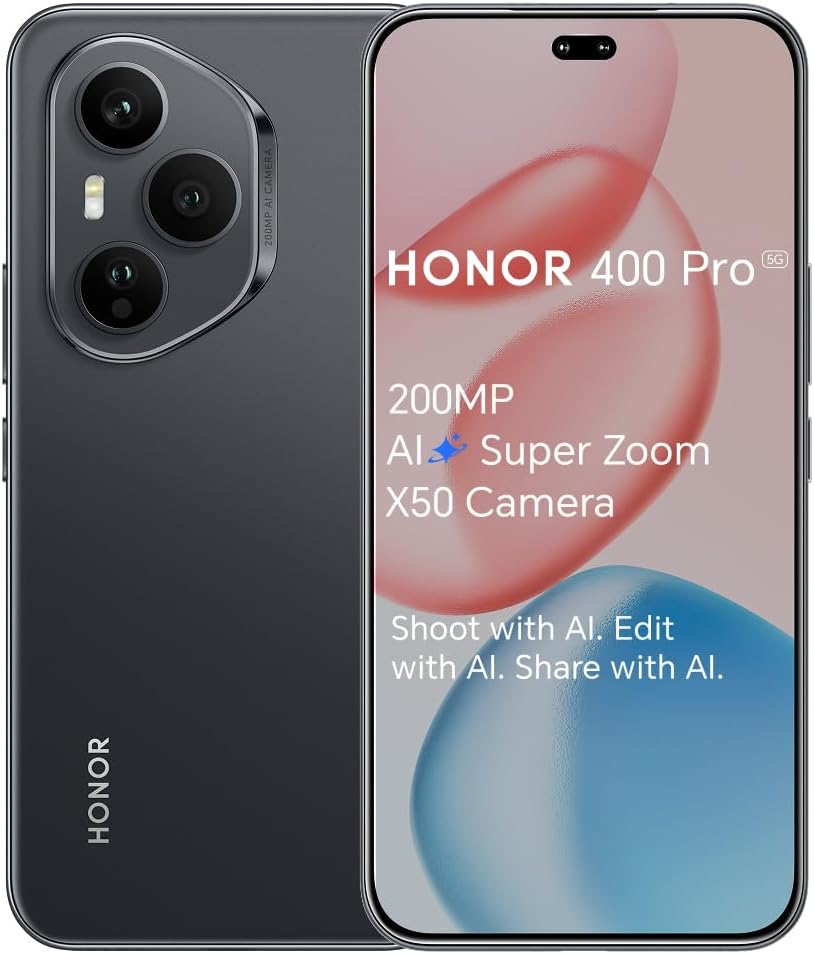 200MP AI CAMERA
HONOR
HONOR 400 Pro 5G
200MP
AI Super Zoom
X50 Camera
Shoot with AI. Edit
with AI. Share with AI.